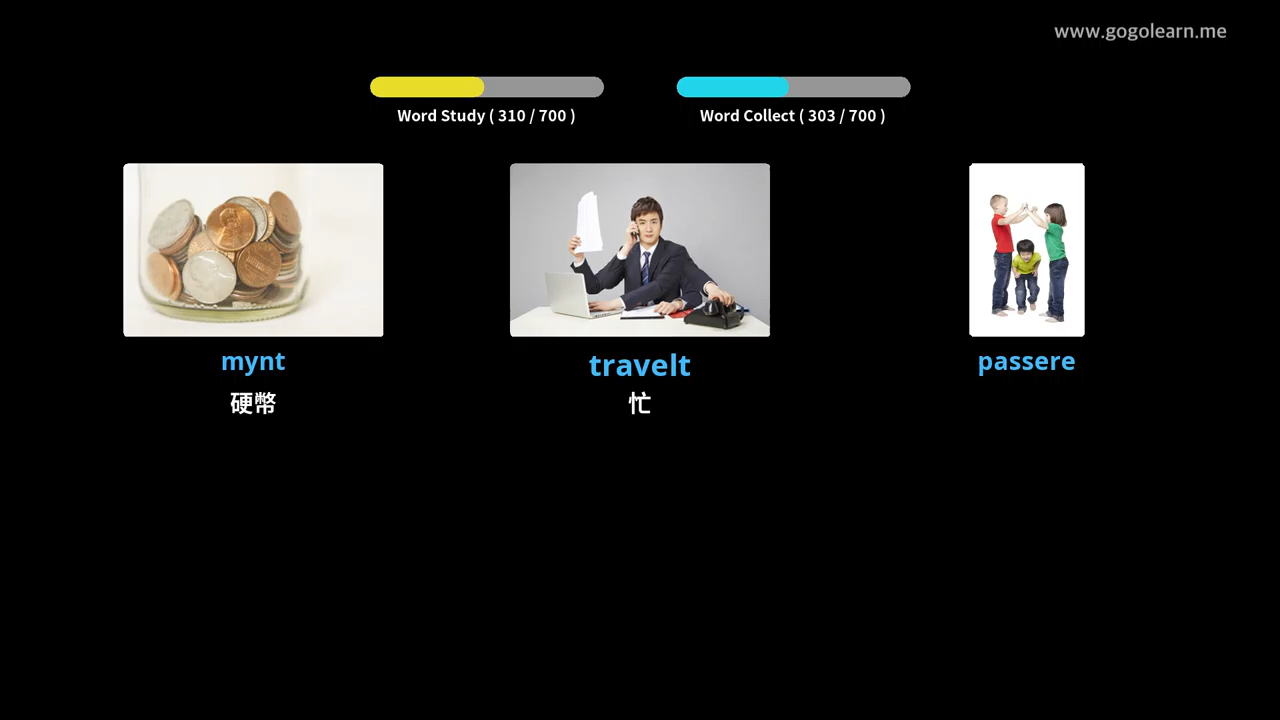 www.gogolearn.me
Word Study ( 310 / 700 )
Word Collect ( 303 / 700 )
mynt
硬幣
travelt
忙
passere